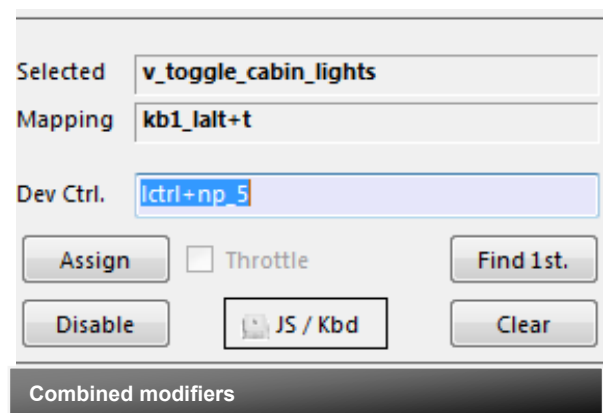 Selected v_toggle_cabin_lights
Mapping kb1_lalt+t
Dev Ctrl. lctrl+np_5
Assign Throttle Find 1st.
Disable JS / Kbd Clear
Combined modifiers